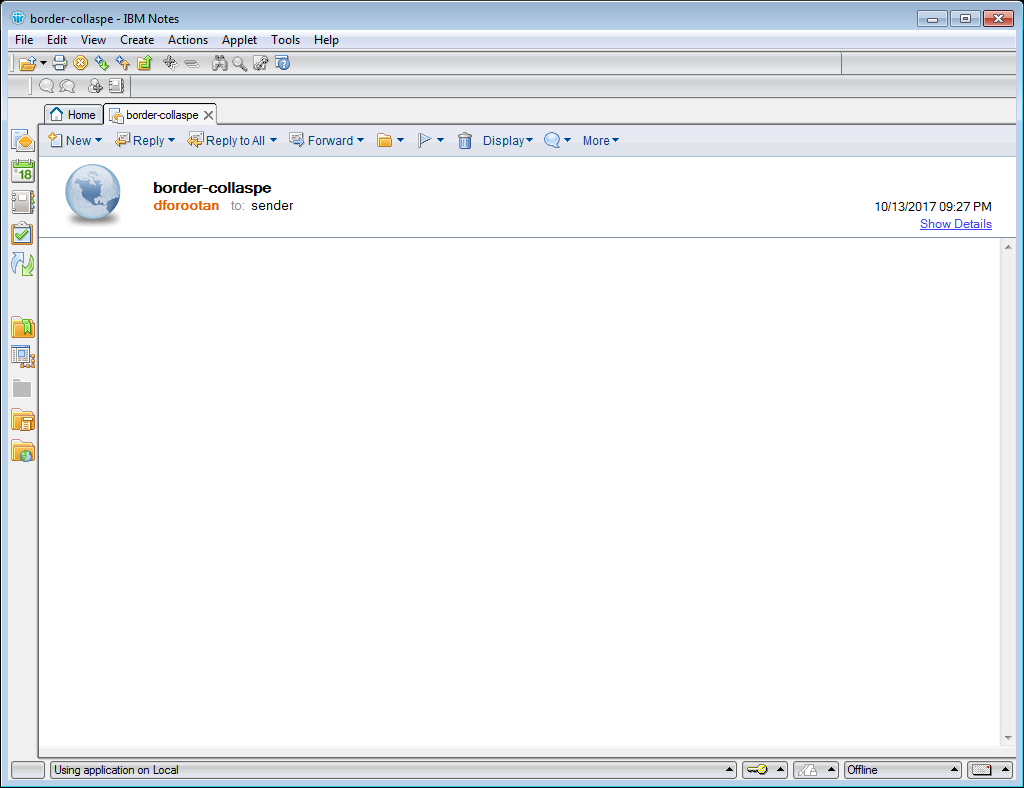 border-collaspe - IBM Notes
File Edit View Create Actions Applet Tools Help
Home border-collaspe
New Reply Reply to All Forward Display More
18
border-collaspe
dforootan to: sender
10/13/2017 09:27 PM
Show Details
Using application on Local Offline